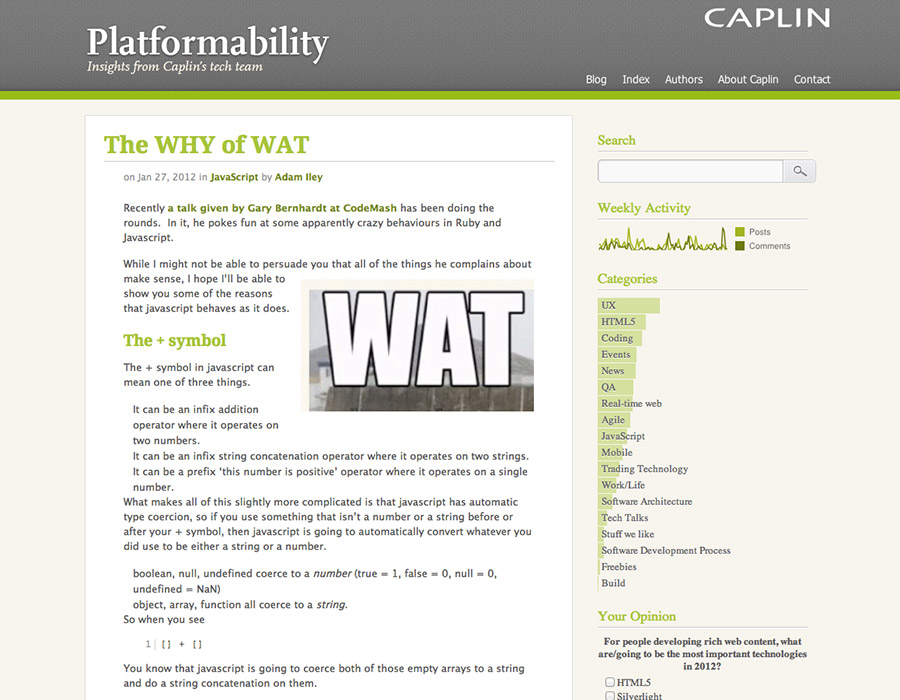 CAPLIN
Platformability
Insights from Caplin's tech team
Blog Index Authors About Caplin Contact
The WHY of WAT
on Jan 27, 2012 in JavaScript by Adam Iley
Recently a talk given by Gary Bernhardt at CodeMash has been doing the
rounds. In it, he pokes fun at some apparently crazy behaviours in Ruby and
Javascript.
While I might not be able to persuade you that all of the things he complains about
make sense, I hope I'll be able to
show you some of the reasons
that javascript behaves as it does.
WAT
The + symbol
The + symbol in javascript can
mean one of three things.
It can be an infix addition
operator where it operates on
two numbers.
It can be an infix string concatenation operator where it operates on two strings.
It can be a prefix 'this number is positive' operator where it operates on a single
number.
What makes all of this slightly more complicated is that javascript has automatic
type coercion, so if you use something that isn't a number or a string before or
after your + symbol, then javascript is going to automatically convert whatever you
did use to be either a string or a number.
boolean, null, undefined coerce to a number (true = 1, false = 0, null = 0,
undefined = NaN)
object, array, function all coerce to a string.
So when you see
1 [] + []
You know that javascript is going to coerce both of those empty arrays to a string
and do a string concatenation on them.
Search
Weekly Activity
Posts
Comments
Categories
UX
HTML5
Coding
Events
News
QA
Real-time web
Agile
JavaScript
Mobile
Trading Technology
Work/Life
Software Architecture
Tech Talks
Stuff we like
Software Development Process
Freebies
Build
Your Opinion
For people developing rich web content, what
are/going to be the most important technologies
in 2012?
HTML5
Silverlight